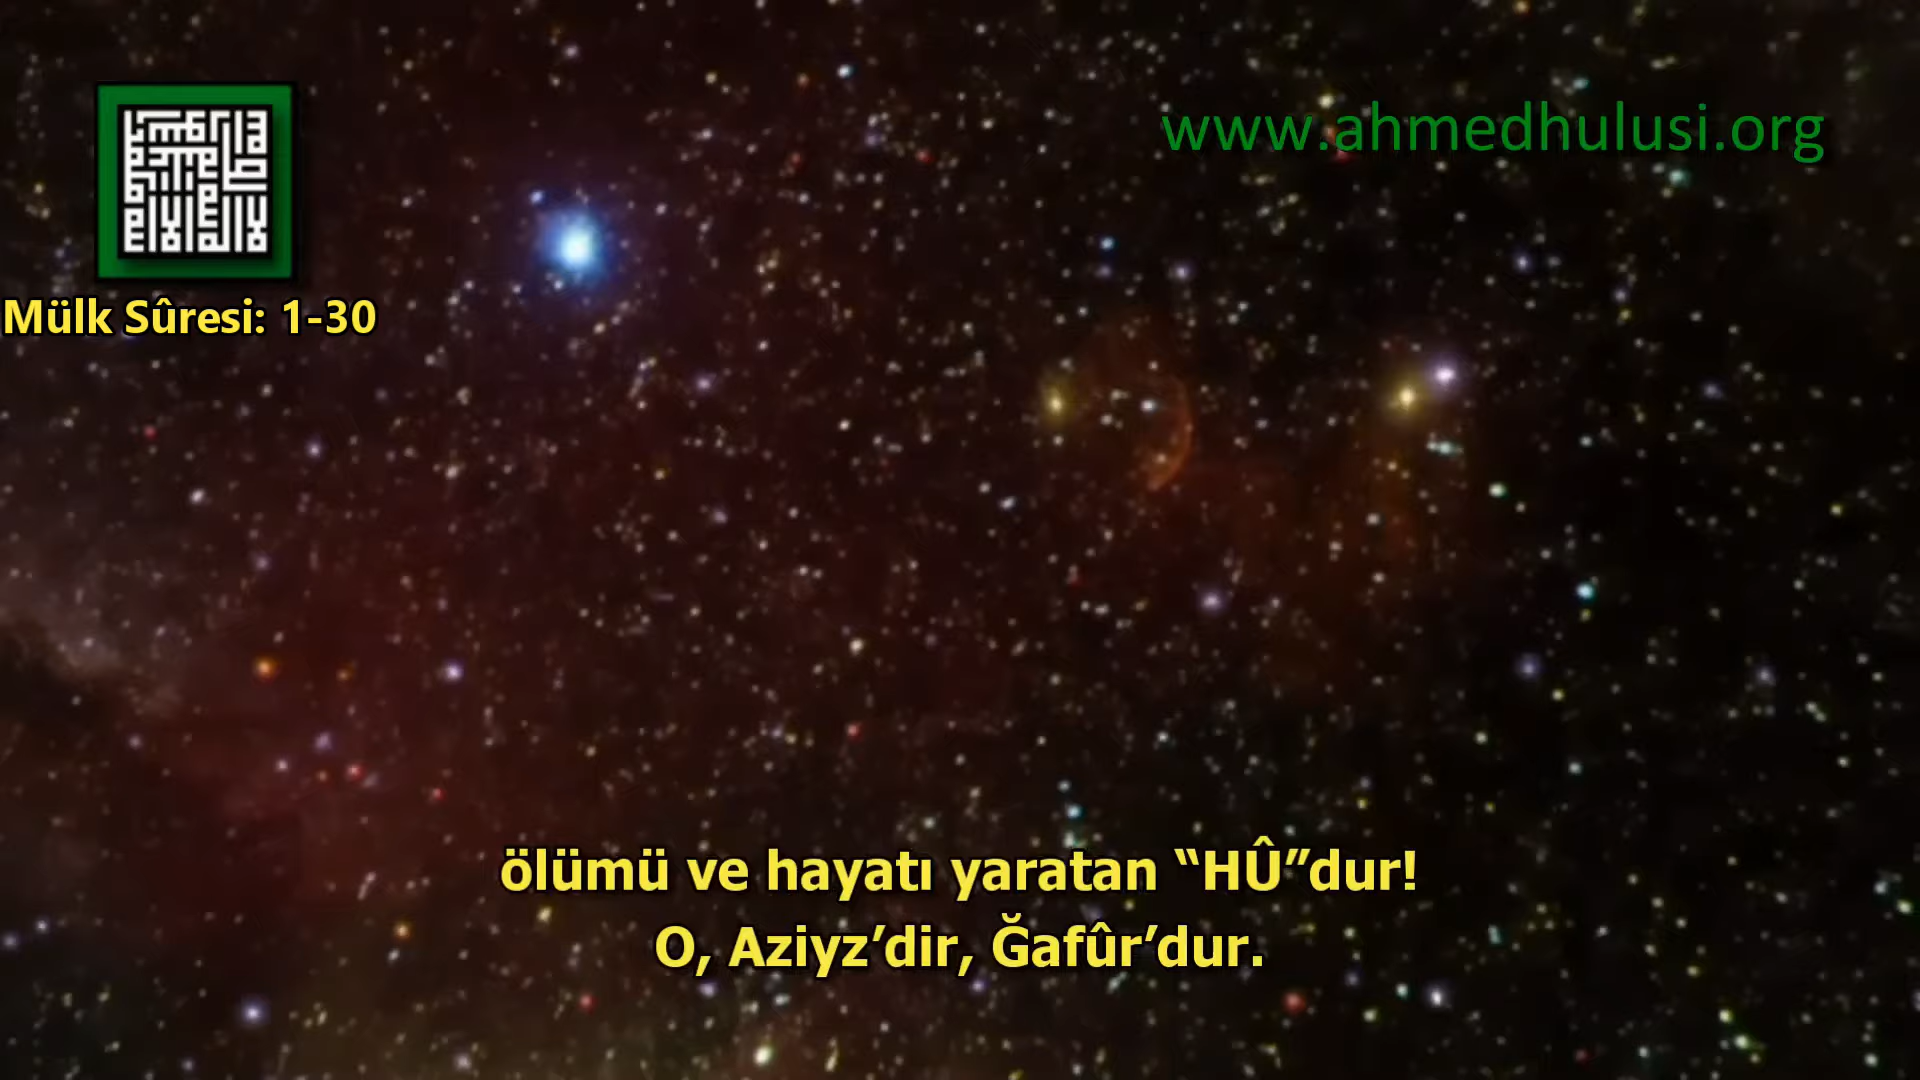 www.ahmedhulusi.org
Mülk Sûresi: 1-30
ölümü ve hayatı yaratan “HÛ”dur!
O, Aziyz’dir, Ğafûr’dur.